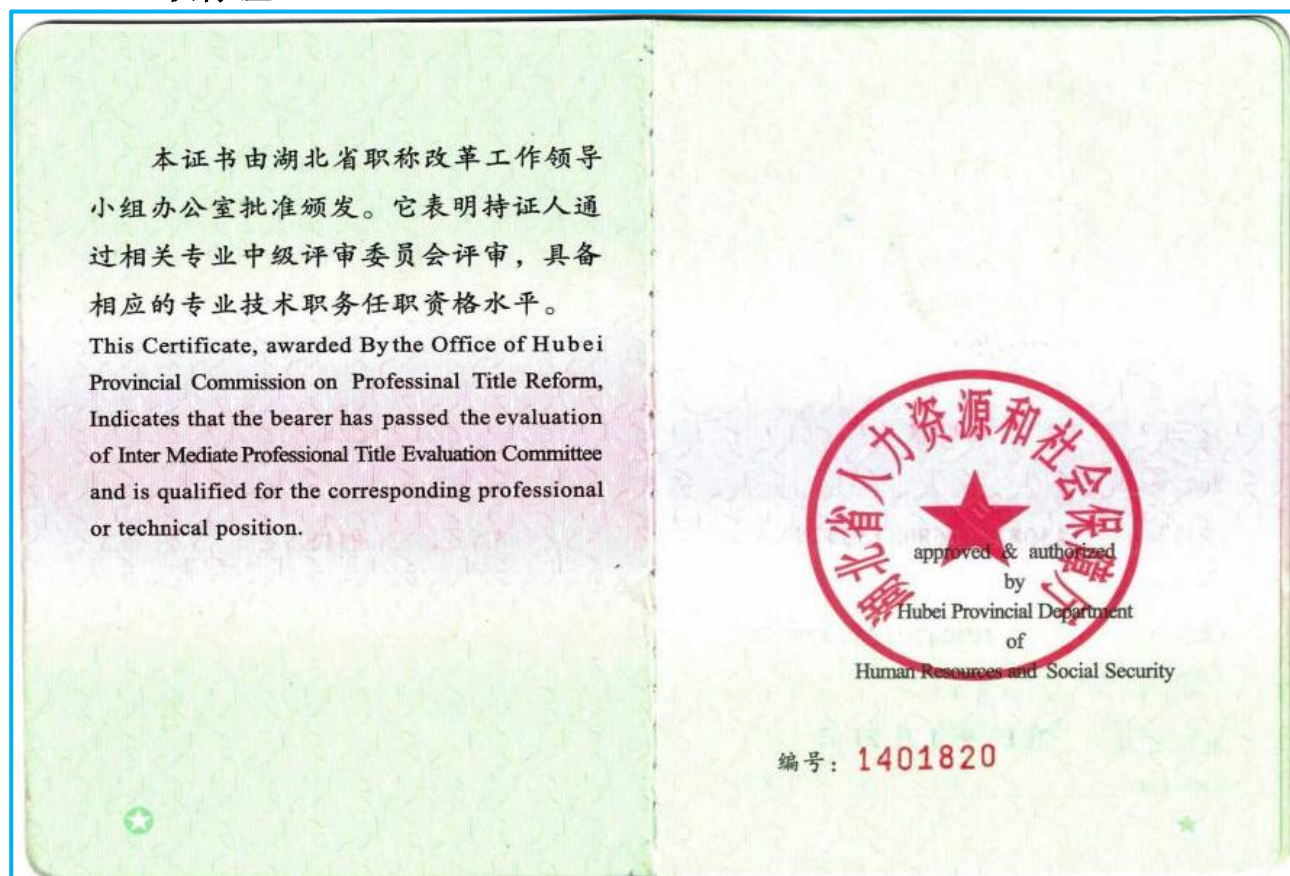 本证书由湖北省职称改革工作领导
小组办公室批准颁发。它表明持证人通
过相关专业中级评审委员会评审，具备
相应的专业技术职务任职资格水平。
This Certificate, awarded By the Office of Hubei
Provincial Commission on Professinal Title Reform,
Indicates that the bearer has passed the evaluation
of Inter Mediate Professional Title Evaluation Committee
and is qualified for the corresponding professional
or technical position.
湖北省人力资源和社会保障厅
approved & authorized
by
Hubei Provincial Department
of
Human Resources and Social Security
编号：1401820